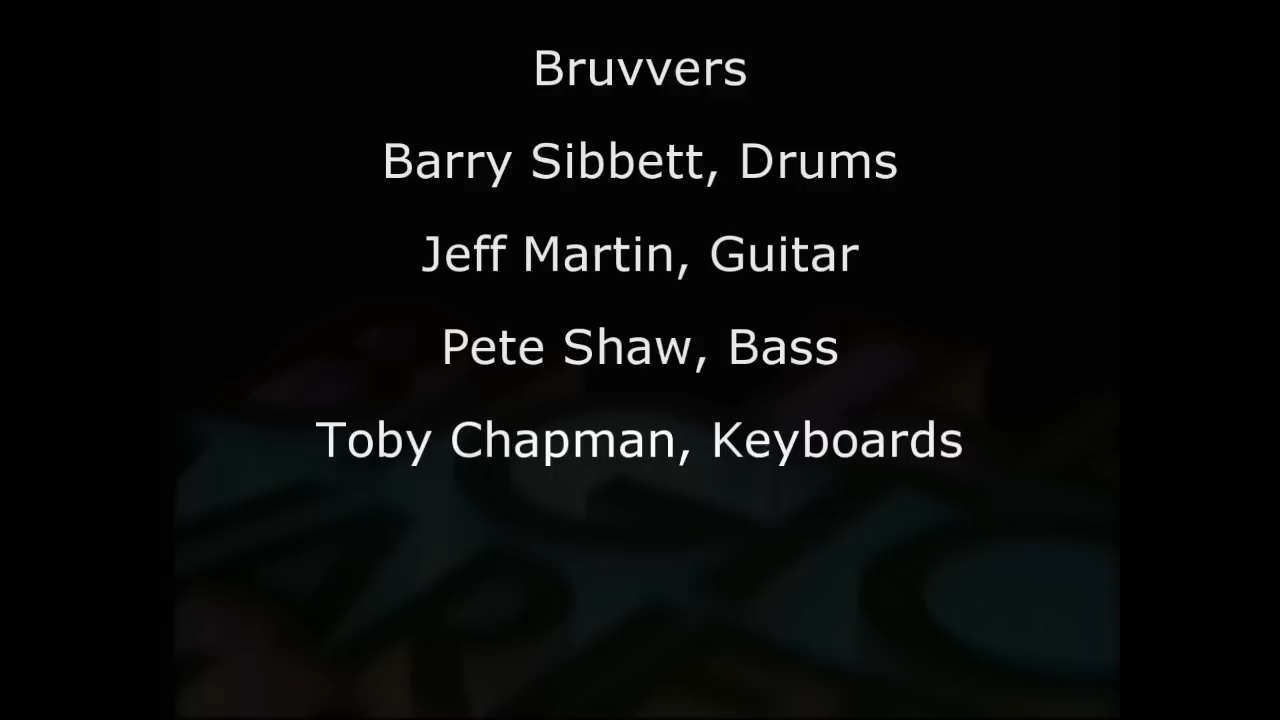 Bruvvers
Barry Sibbett, Drums
Jeff Martin, Guitar
Pete Shaw, Bass
Toby Chapman, Keyboards